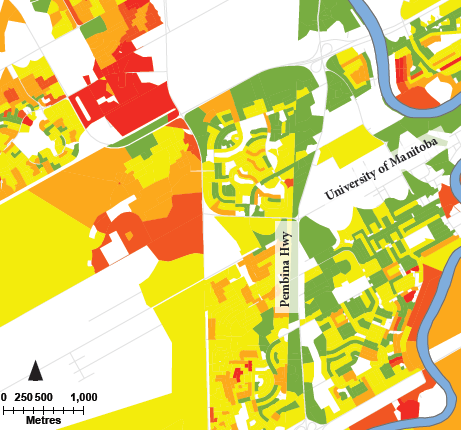 University of Manitoba
Pembina Hwy
0 250 500 1,000
Metres